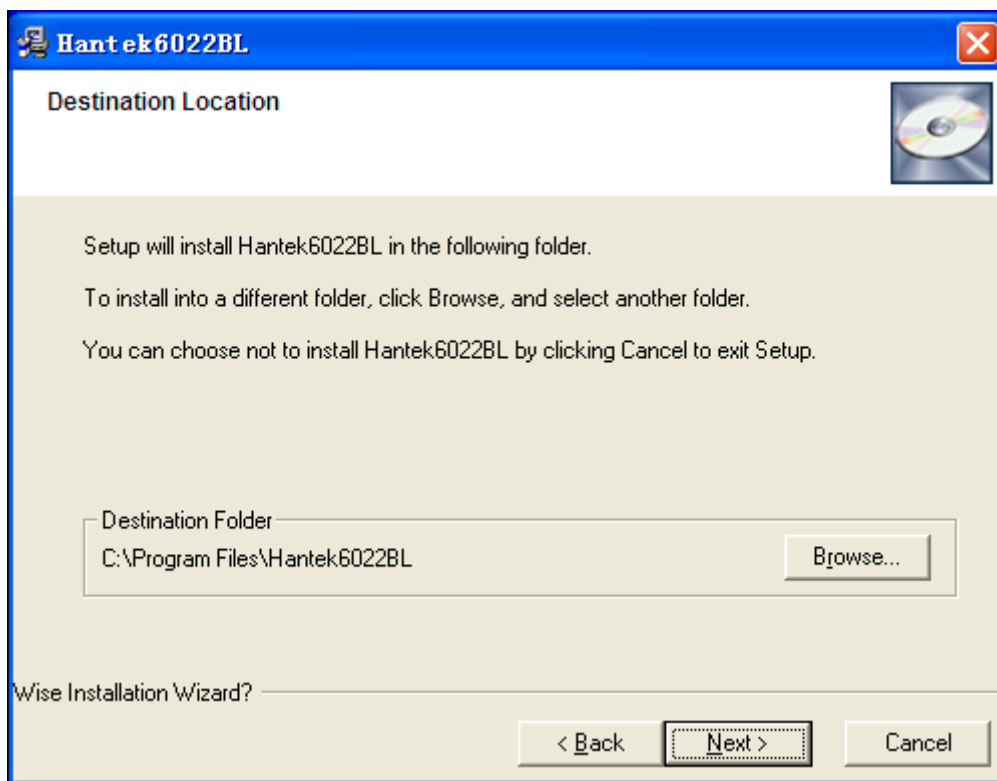 Hantek6022BL
Destination Location
Setup will install Hantek6022BL in the following folder.
To install into a different folder, click Browse, and select another folder.
You can choose not to install Hantek6022BL by clicking Cancel to exit Setup.
Destination Folder
C:\Program Files\Hantek6022BL
Browse...
Wise Installation Wizard?
< Back
Next >
Cancel